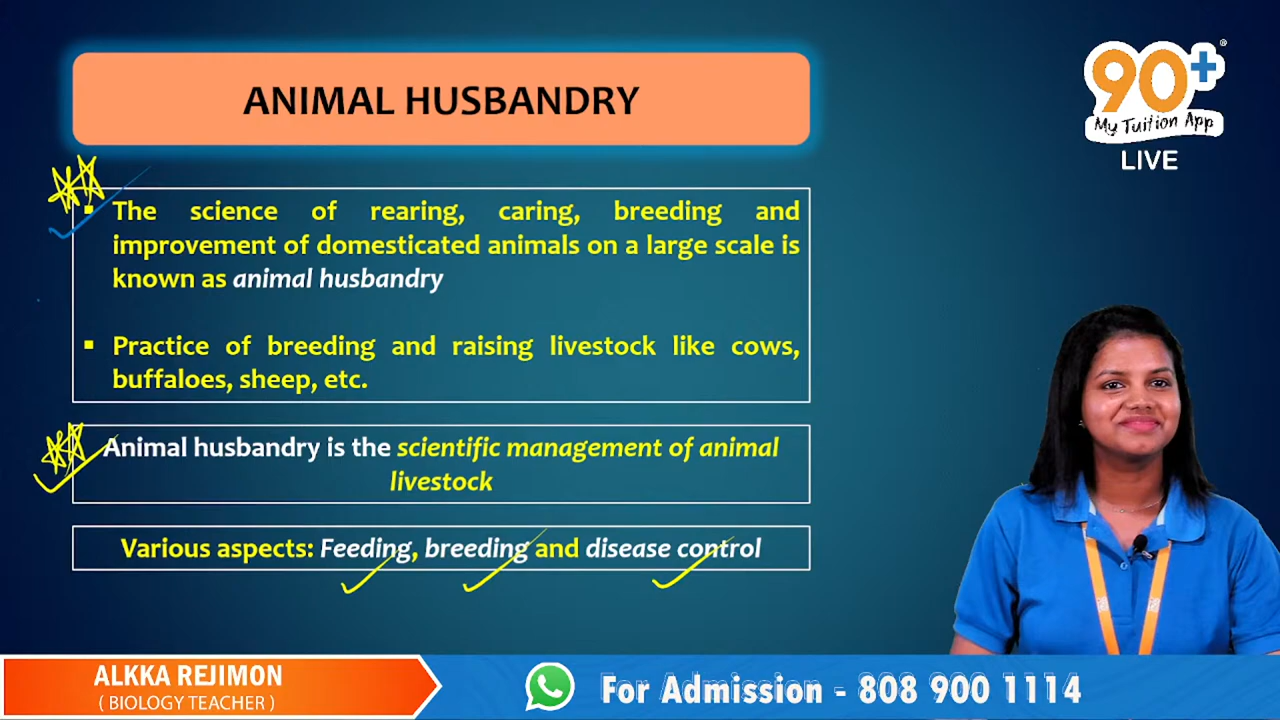 ANIMAL HUSBANDRY
90+
®
My Tuition App
LIVE
The science of rearing, caring, breeding and
improvement of domesticated animals on a large scale is
known as animal husbandry
Practice of breeding and raising livestock like cows,
buffaloes, sheep, etc.
Animal husbandry is the scientific management of animal
livestock
Various aspects: Feeding, breeding and disease control
ALKKA REJIMON
( BIOLOGY TEACHER )
For Admission - 808 900 1114